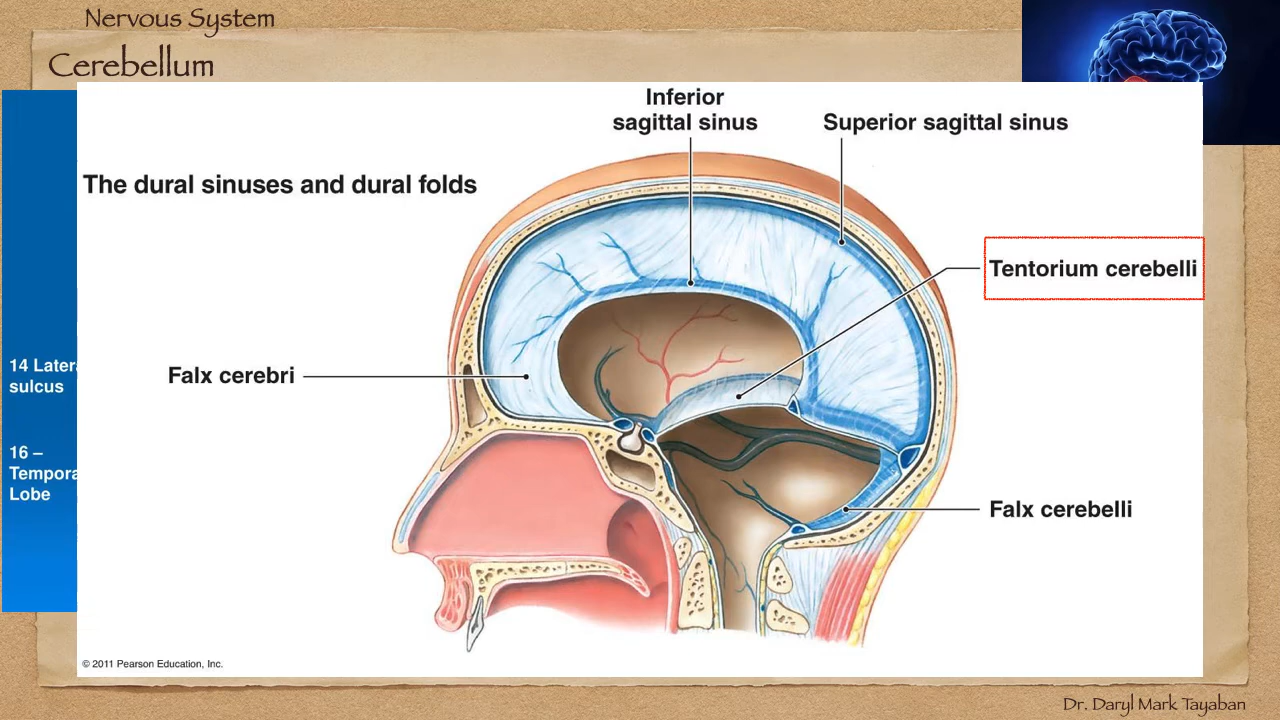 Nervous System
Cerebellum
Inferior
sagittal sinus
Superior sagittal sinus
The dural sinuses and dural folds
Tentorium cerebelli
14 Latera
sulcus
Falx cerebri
16 –
Tempora
Lobe
Falx cerebelli
© 2011 Pearson Education, Inc.
Dr. Daryl Mark Tayaban